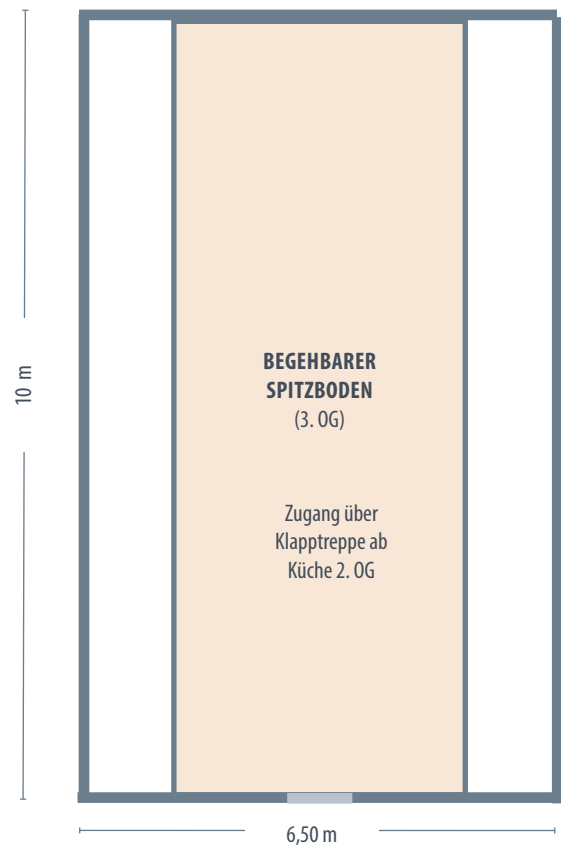 10 m
BEGEHBARER
SPITZBODEN
(3. OG)
Zugang über
Klapptreppe ab
Küche 2. OG
6,50 m